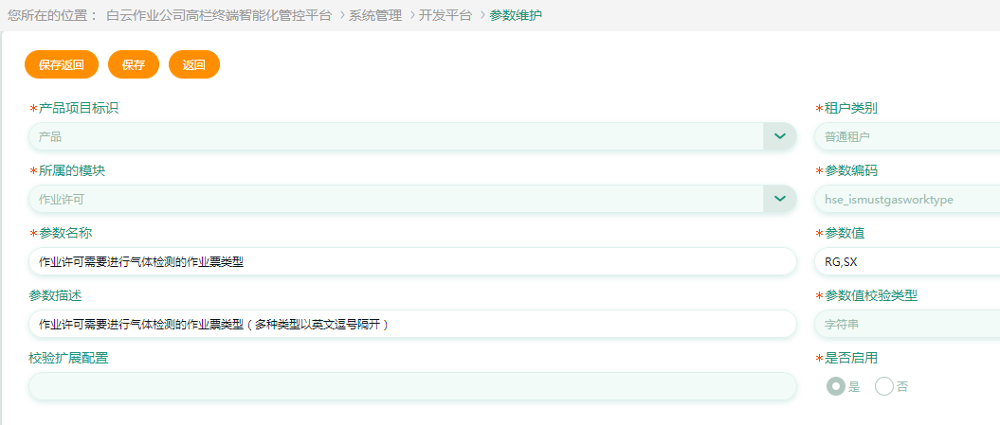 您所在的位置： 白云作业公司高栏终端智能化管控平台 > 系统管理 > 开发平台 > 参数维护
保存返回 保存 返回
*产品项目标识 *租户类别
产品 普通租户
*所属的模块 *参数编码
作业许可 hse_ismustgasworktype
*参数名称 *参数值
作业许可需要进行气体检测的作业票类型 RG,SX
参数描述 *参数值校验类型
作业许可需要进行气体检测的作业票类型（多种类型以英文逗号隔开） 字符串
校验扩展配置 *是否启用
是 否